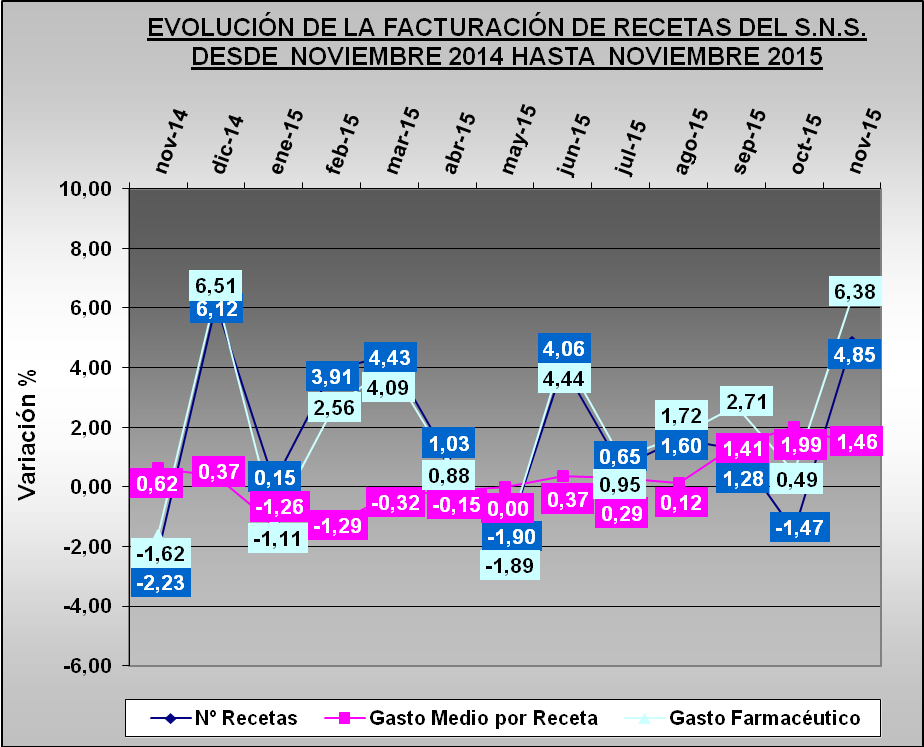 EVOLUCIÓN DE LA FACTURACIÓN DE RECETAS DEL S.N.S.
DESDE NOVIEMBRE 2014 HASTA NOVIEMBRE 2015
nov-14
dic-14
ene-15
feb-15
mar-15
abr-15
may-15
jun-15
jul-15
ago-15
sep-15
oct-15
nov-15
Variación %
10,00
8,00
6,00
4,00
2,00
0,00
-2,00
-4,00
-6,00
0,62
-1,62
-2,23
6,51
6,12
0,37
0,15
-1,26
-1,11
3,91
2,56
-1,29
4,43
4,09
-0,32
1,03
0,88
-0,15
0,00
-1,90
-1,89
4,06
4,44
0,37
0,65
0,95
0,29
1,72
1,60
0,12
2,71
1,41
1,28
1,99
0,49
-1,47
6,38
4,85
1,46
Nº Recetas
Gasto Medio por Receta
Gasto Farmacéutico